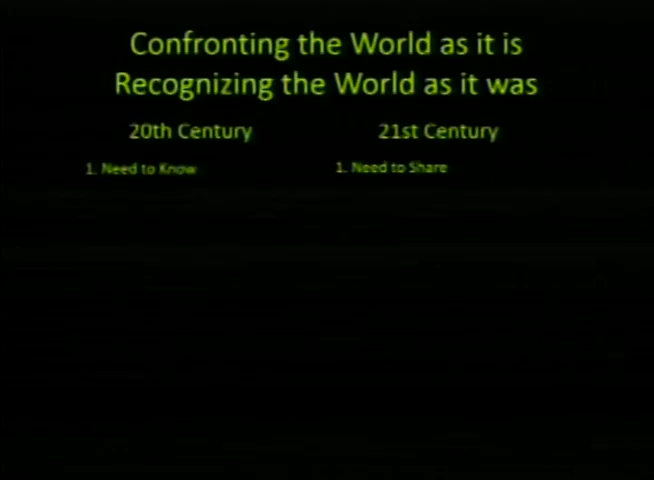 Confronting the World as it is
Recognizing the World as it was
20th Century
21st Century
1. Need to Know
1. Need to Share